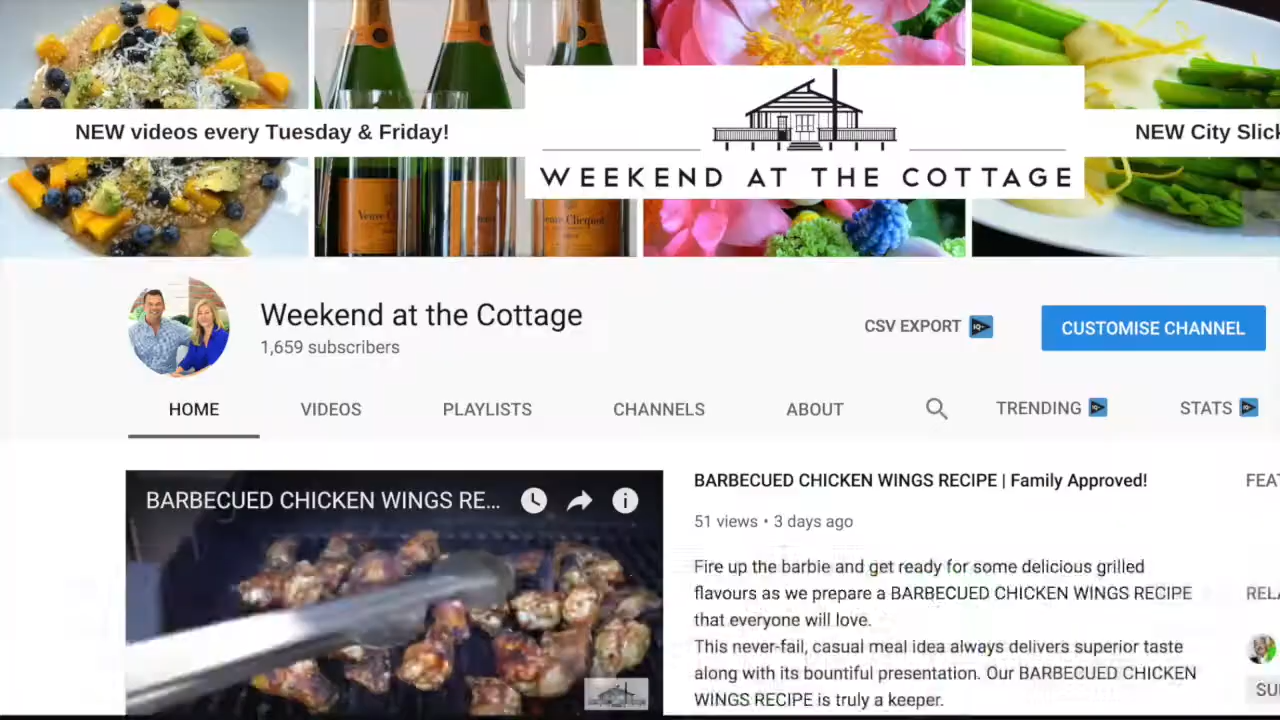 NEW videos every Tuesday & Friday!
WEEKEND AT THE COTTAGE
NEW City Slick
Veuve Cl
euve Clicquot
Weekend at the Cottage
1,659 subscribers
CSV EXPORT
CUSTOMISE CHANNEL
HOME
VIDEOS
PLAYLISTS
CHANNELS
ABOUT
TRENDING
STATS
BARBECUED CHICKEN WINGS RE...
BARBECUED CHICKEN WINGS RECIPE | Family Approved!
FEAT
51 views • 3 days ago
Fire up the barbie and get ready for some delicious grilled
flavours as we prepare a BARBECUED CHICKEN WINGS RECIPE
that everyone will love.
RELA
This never-fail, casual meal idea always delivers superior taste
along with its bountiful presentation. Our BARBECUED CHICKEN
WINGS RECIPE is truly a keeper.
SU